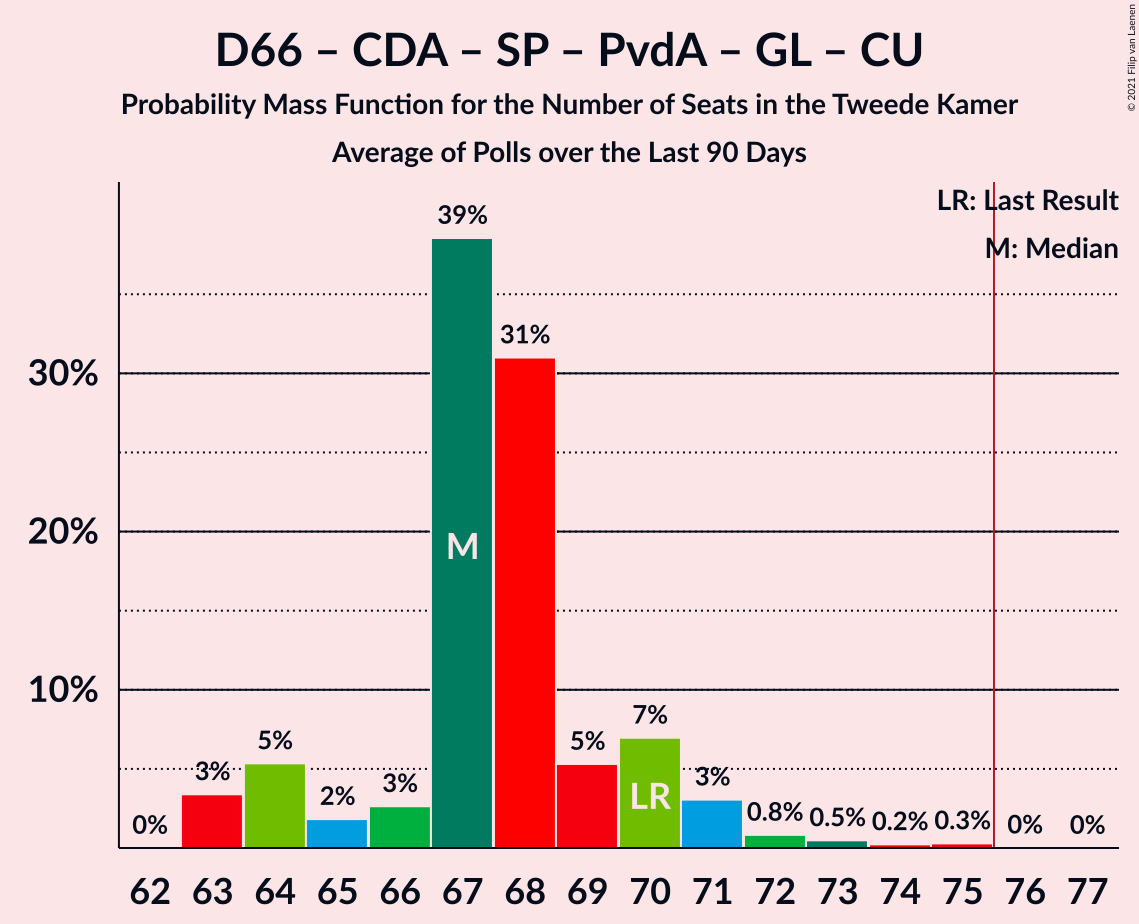 D66 – CDA – SP – PvdA – GL – CU
Probability Mass Function for the Number of Seats in the Tweede Kamer
Average of Polls over the Last 90 Days
© 2021 Filip van Laenen
LR: Last Result
M: Median
30%
20%
10%
0%
3%
5%
2%
3%
39%
31%
5%
7%
3%
0.8%
0.5%
0.2%
0.3%
0%
0%
M
LR
62 63 64 65 66 67 68 69 70 71 72 73 74 75 76 77